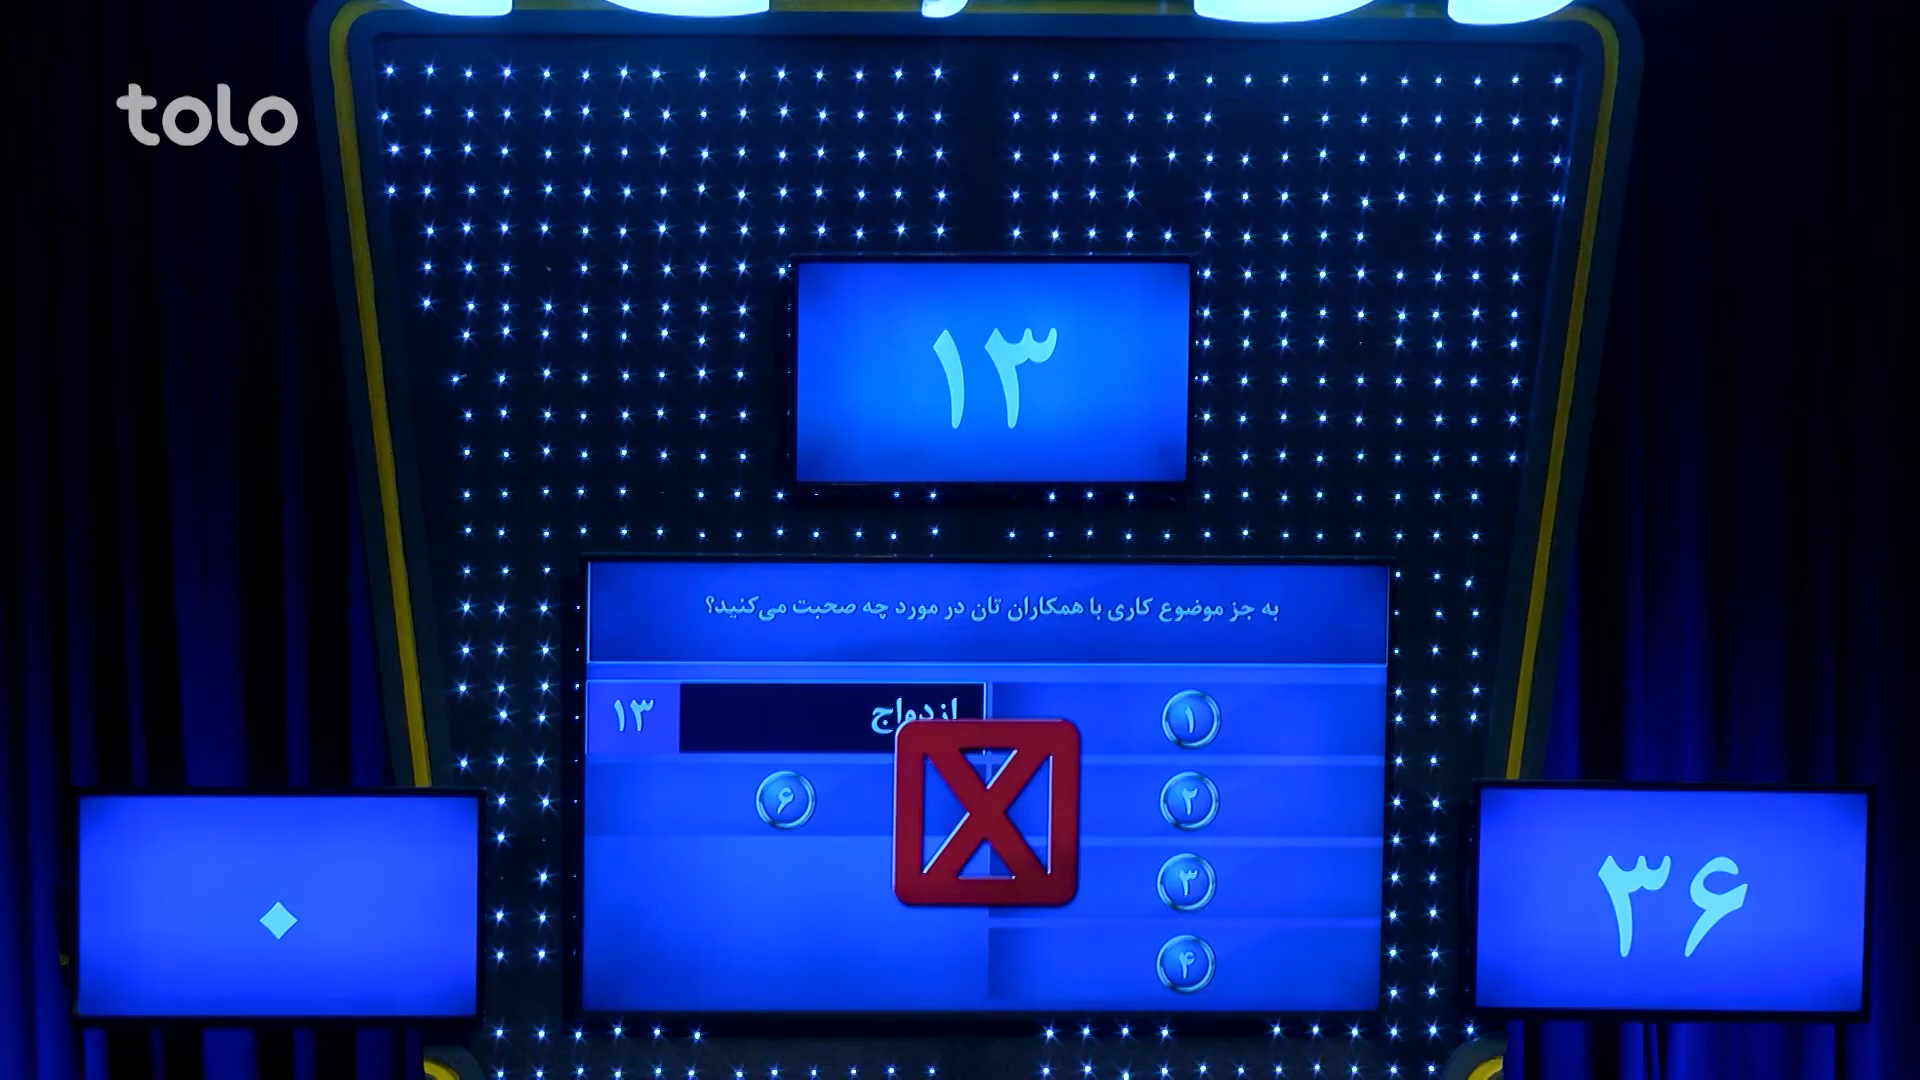 tolo
۱۳
به جز موضوع کاری با همکاران تان در مورد چه صحبت می‌کنید؟
۱
ازدواج ۱۳
۲
۶
۳
۴
۰
۳۶